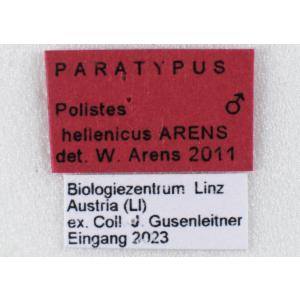 PARATYPUS
Polistes ♂
hellenicus ARENS
det. W. Arens 2011
Biologiezentrum Linz
Austria (LI)
ex. Coll J. Gusenleitner
Eingang 2023